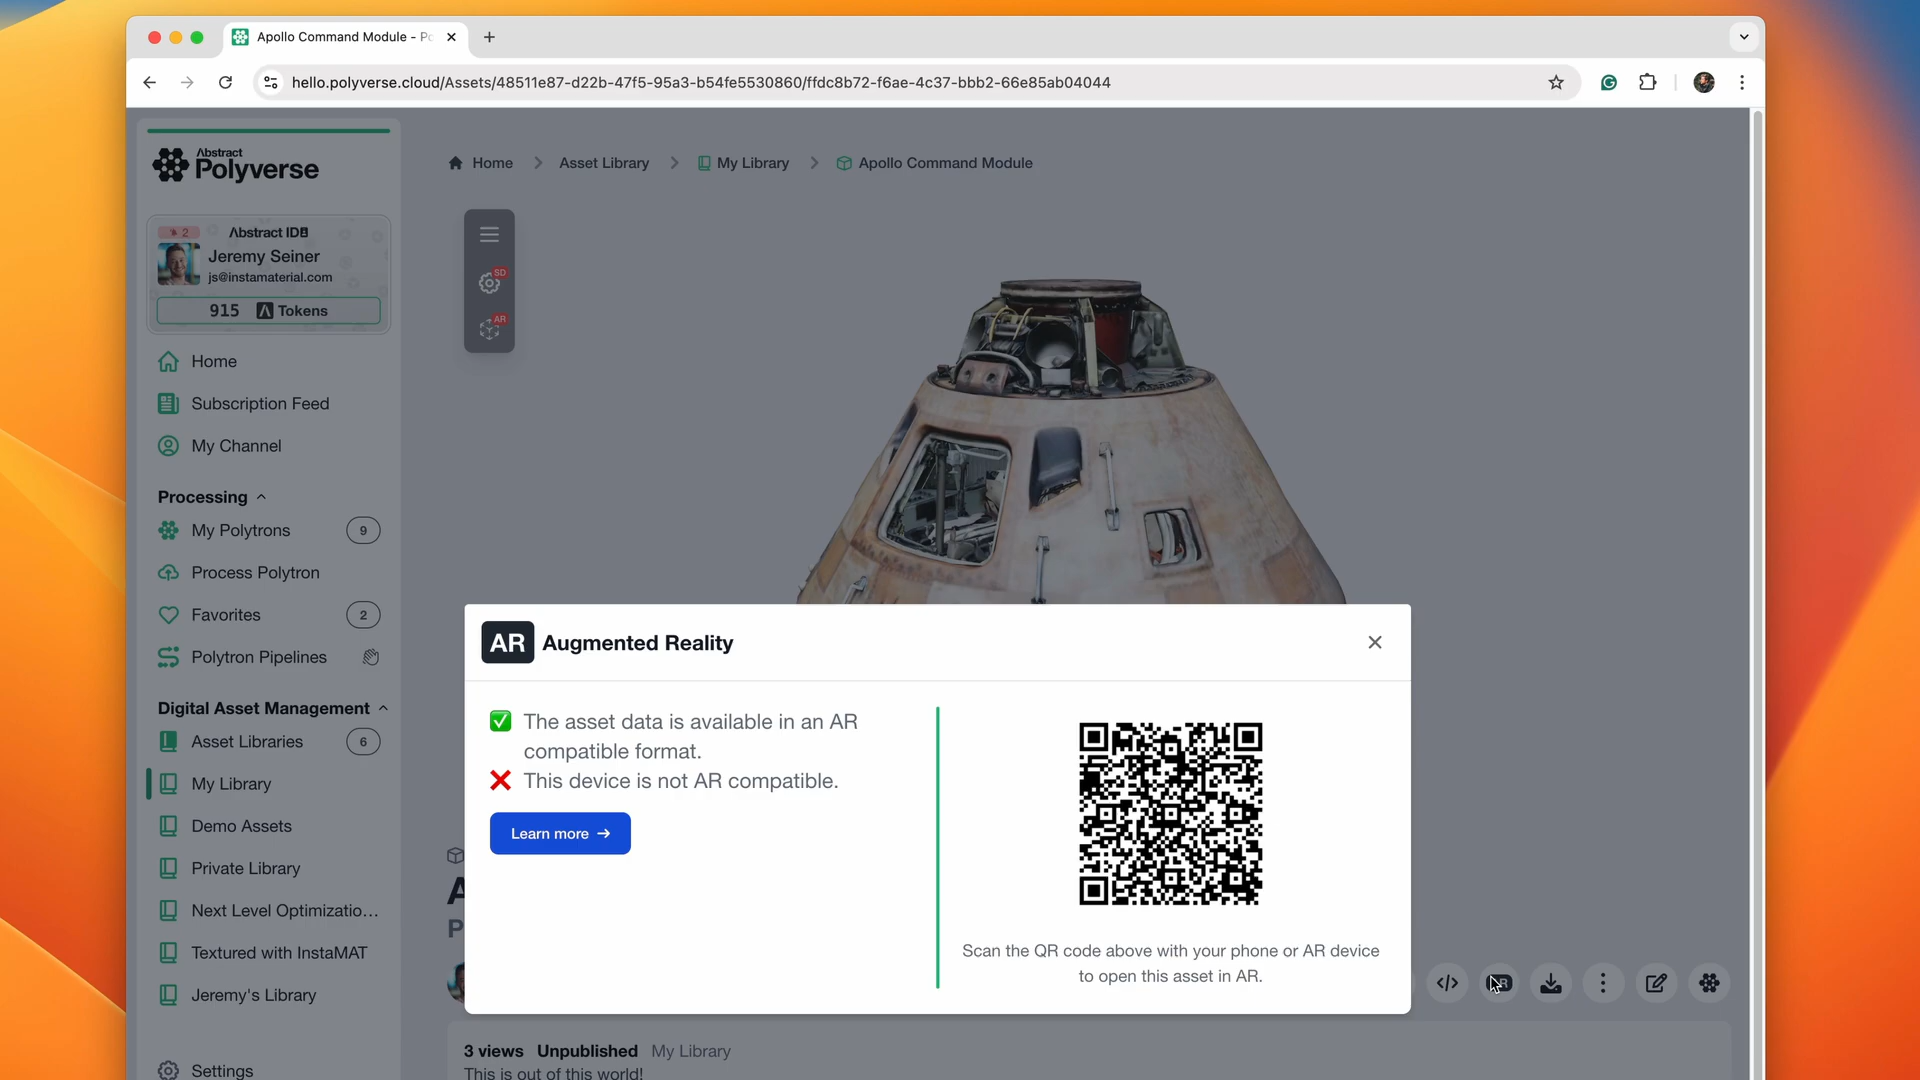 Apollo Command Module - Po
hello.polyverse.cloud/Assets/48511e87-d22b-47f5-95a3-b54fe5530860/ffdc8b72-f6ae-4c37-bbb2-66e85ab04044
Abstract
Polyverse
2
Abstract ID
Jeremy Seiner
js@instamaterial.com
915 Tokens
Home
Subscription Feed
My Channel
Processing
My Polytrons 9
Process Polytron
Favorites 2
Polytron Pipelines
Digital Asset Management
Asset Libraries 6
My Library
Demo Assets
Private Library
Next Level Optimizatio...
Textured with InstaMAT
Jeremy's Library
Settings
Home Asset Library My Library Apollo Command Module
SD
AR
AR Augmented Reality
The asset data is available in an AR
compatible format.
This device is not AR compatible.
Learn more
Scan the QR code above with your phone or AR device
to open this asset in AR.
A
P
3 views Unpublished My Library
This is out of this world!